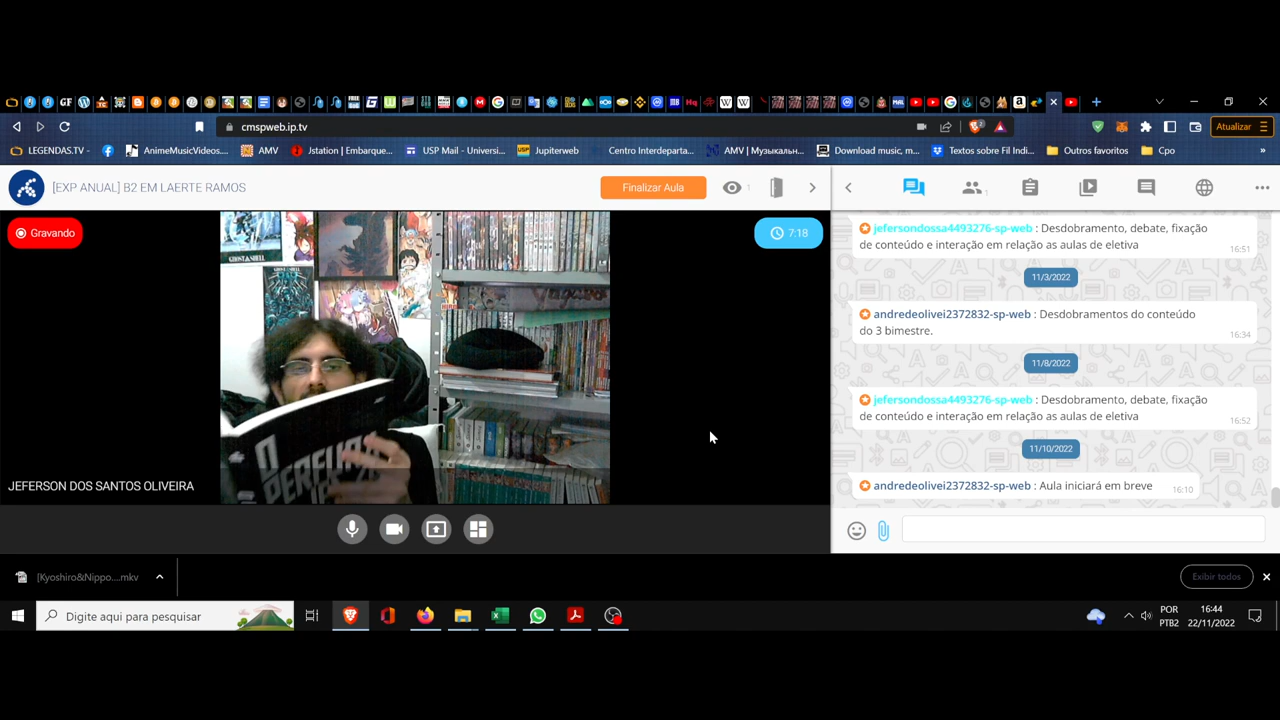 cmspweb.ip.tv
Atualizar
LEGENDAS.TV -
AnimeMusicVideos...
AMV
Jstation | Embarque...
USP Mail - Universi...
Jupiterweb
Centro Interdeparta...
AMV | Музыкальн...
Download music, m...
Textos sobre Fil Indi...
Outros favoritos
Cpo
[EXP ANUAL] B2 EM LAERTE RAMOS
Finalizar Aula
1
1
Gravando
7:18
JEFERSON DOS SANTOS OLIVEIRA
jefersondossa4493276-sp-web : Desdobramento, debate, fixação
de conteúdo e interação em relação as aulas de eletiva
16:51
11/3/2022
andredeolivei2372832-sp-web : Desdobramentos do conteúdo
do 3 bimestre.
16:34
11/8/2022
jefersondossa4493276-sp-web : Desdobramento, debate, fixação
de conteúdo e interação em relação as aulas de eletiva
16:52
11/10/2022
andredeolivei2372832-sp-web : Aula iniciará em breve
16:10
[Kyoshiro&Nippo....mkv
Exibir todos
Digite aqui para pesquisar
POR
PTB2
16:44
22/11/2022